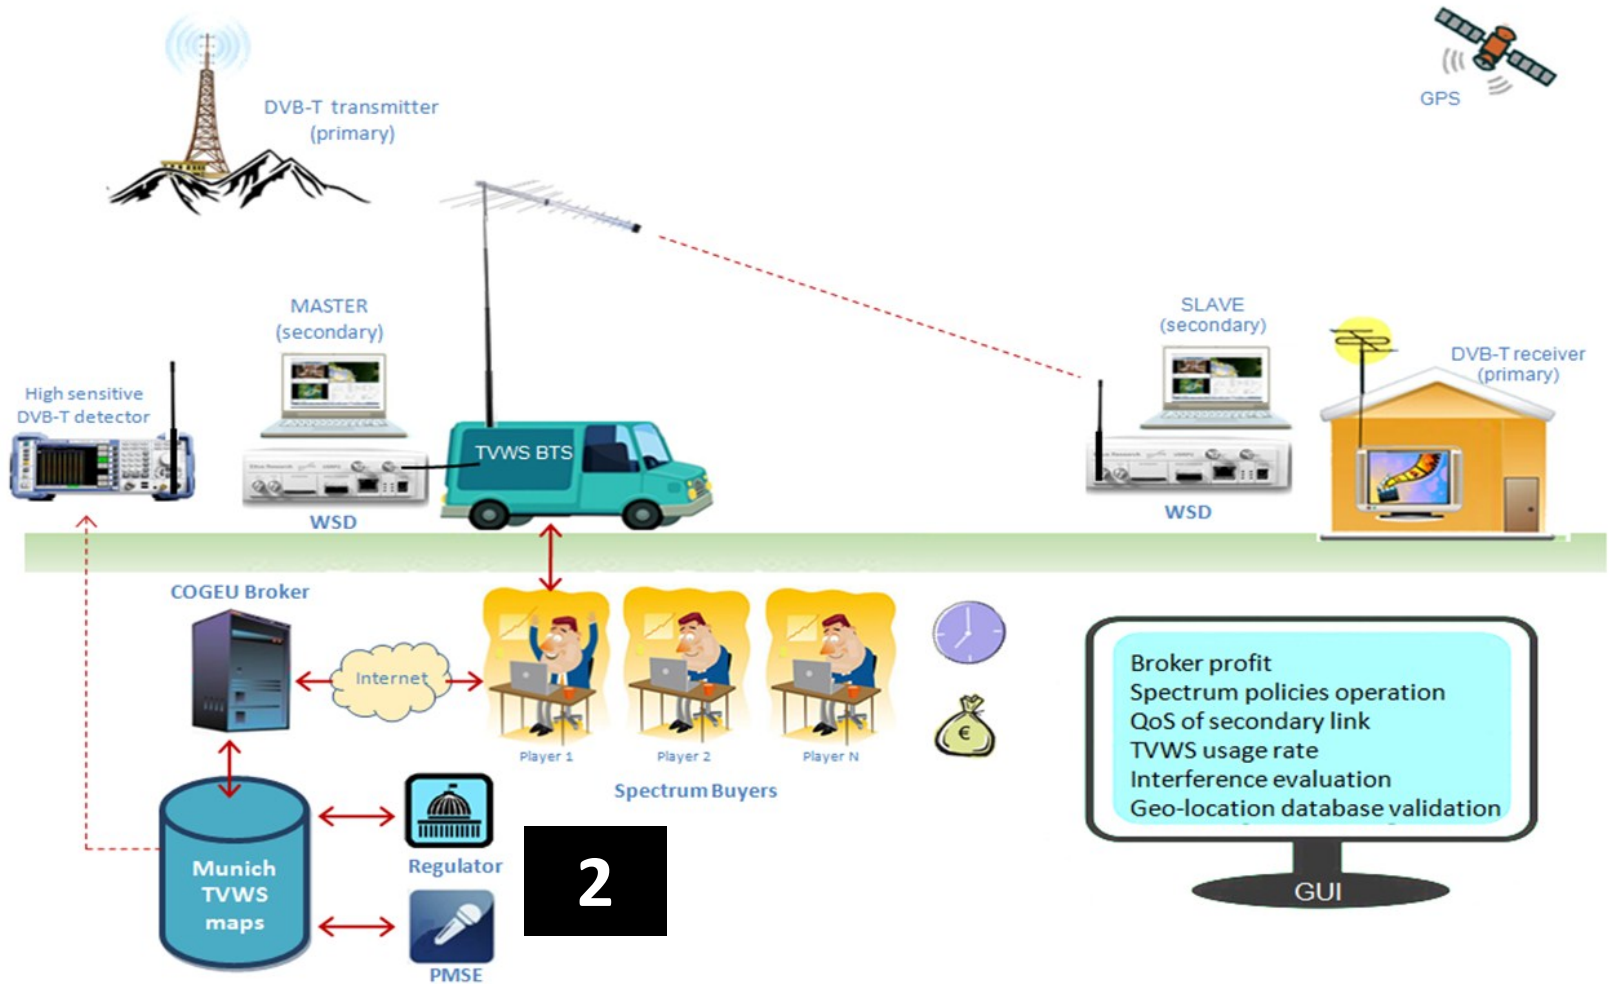 DVB-T transmitter
(primary)
GPS
MASTER
(secondary)
SLAVE
(secondary)
DVB-T receiver
(primary)
High sensitive
DVB-T detector
TVWS BTS
WSD
WSD
COGEU Broker
Internet
Player 1
Player 2
Player N
Spectrum Buyers
€
Munich
TVWS
maps
Regulator
PMSE
2
Broker profit
Spectrum policies operation
QoS of secondary link
TVWS usage rate
Interference evaluation
Geo-location database validation
GUI